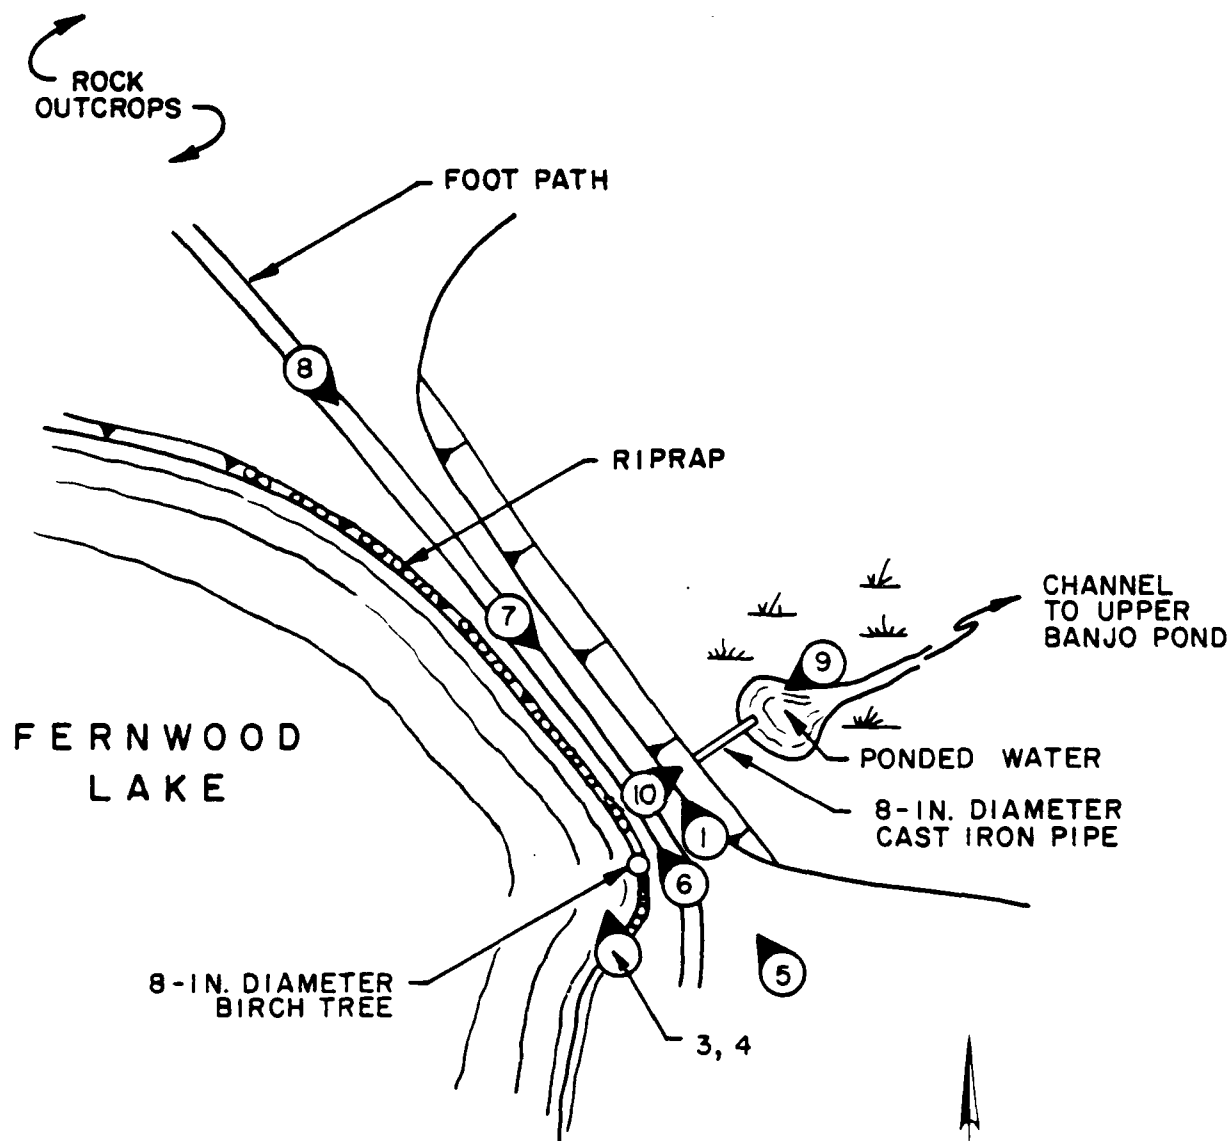 ROCK
OUTCROPS
FOOT PATH
8
RIPRAP
7
CHANNEL
TO UPPER
BANJO POND
9
FERNWOOD
LAKE
PONDED WATER
10
8-IN. DIAMETER
CAST IRON PIPE
1
6
8-IN. DIAMETER
BIRCH TREE
5
3, 4